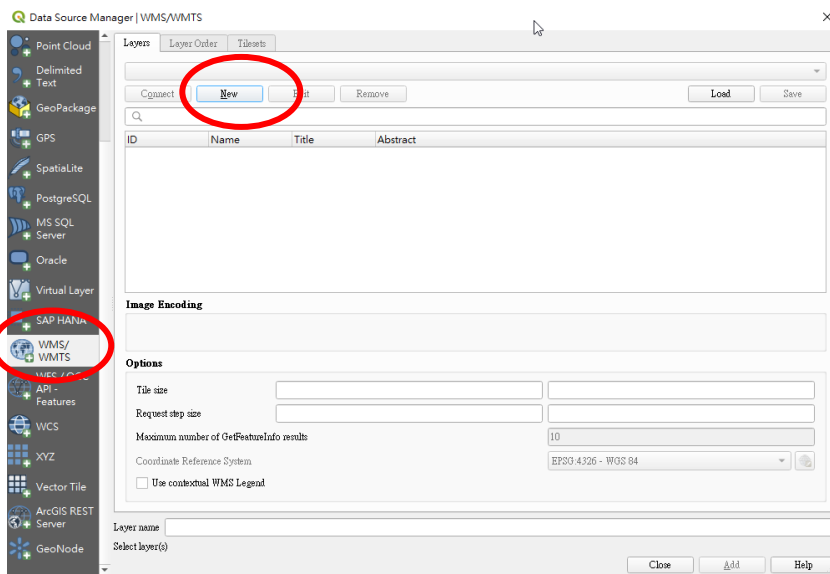 Data Source Manager | WMS/WMTS
Point Cloud
Delimited
Text
GeoPackage
GPS
SpatiaLite
PostgreSQL
MS SQL
Server
Oracle
Virtual Layer
SAP HANA
WMS/
WMTS
WFS / OGC
API -
Features
WCS
XYZ
Vector Tile
ArcGIS REST
Server
GeoNode
Layers Layer Order Tilesets
Connect New Edit Remove Load Save
ID Name Title Abstract
Image Encoding
Options
Tile size
Request step size
Maximum number of GetFeatureInfo results 10
Coordinate Reference System EPSG:4326 - WGS 84
Use contextual WMS Legend
Layer name
Select layer(s)
Close Add Help